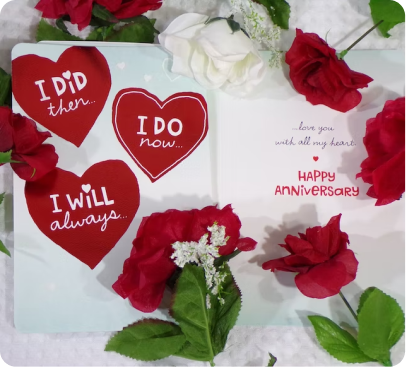 I DiD
then...
I DO
now...
I WiLL
always...
...love you
with all my heart.
HAPPY
ANNiVERSARY